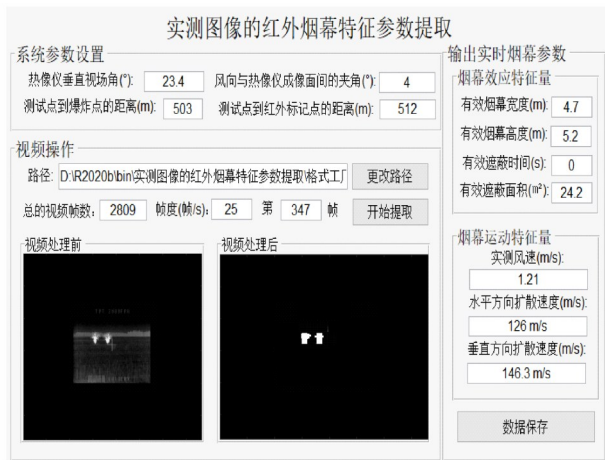 实测图像的红外烟幕特征参数提取
系统参数设置
热像仪垂直视场角(°): 23.4 风向与热像仪成像面间的夹角(°): 4
测试点到爆炸点的距离(m): 503 测试点到红外标记点的距离(m): 512
视频操作
路径: D:\R2020b\bin\实测图像的红外烟幕特征参数提取\格式工厂 更改路径
总的视频帧数: 2809 帧度(帧/s): 25 第 347 帧 开始提取
视频处理前 视频处理后
输出实时烟幕参数
烟幕效应特征量
有效烟幕宽度(m): 4.7
有效烟幕高度(m): 5.2
有效遮蔽时间(s): 0
有效遮蔽面积(m²): 24.2
烟幕运动特征量
实测风速(m/s):
1.21
水平方向扩散速度(m/s):
126 m/s
垂直方向扩散速度(m/s):
146.3 m/s
数据保存